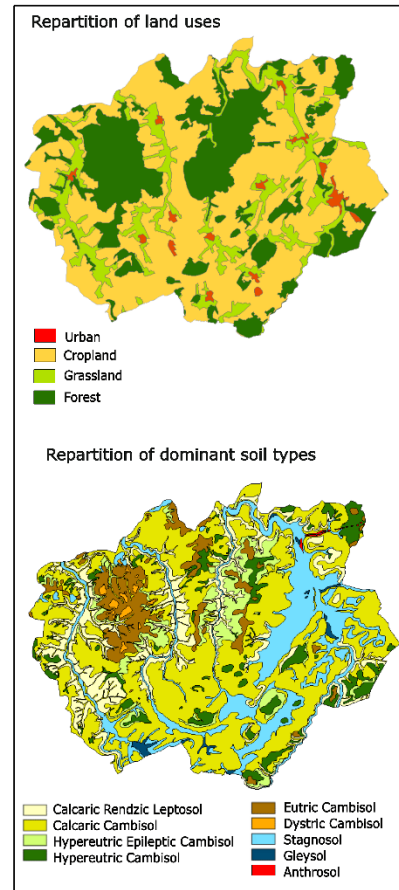 Repartition of land uses
Urban
Cropland
Grassland
Forest
Repartition of dominant soil types
Calcaric Rendzic Leptosol
Calcaric Cambisol
Hypereutric Epileptic Cambisol
Hypereutric Cambisol
Eutric Cambisol
Dystric Cambisol
Stagnosol
Gleysol
Anthrosol